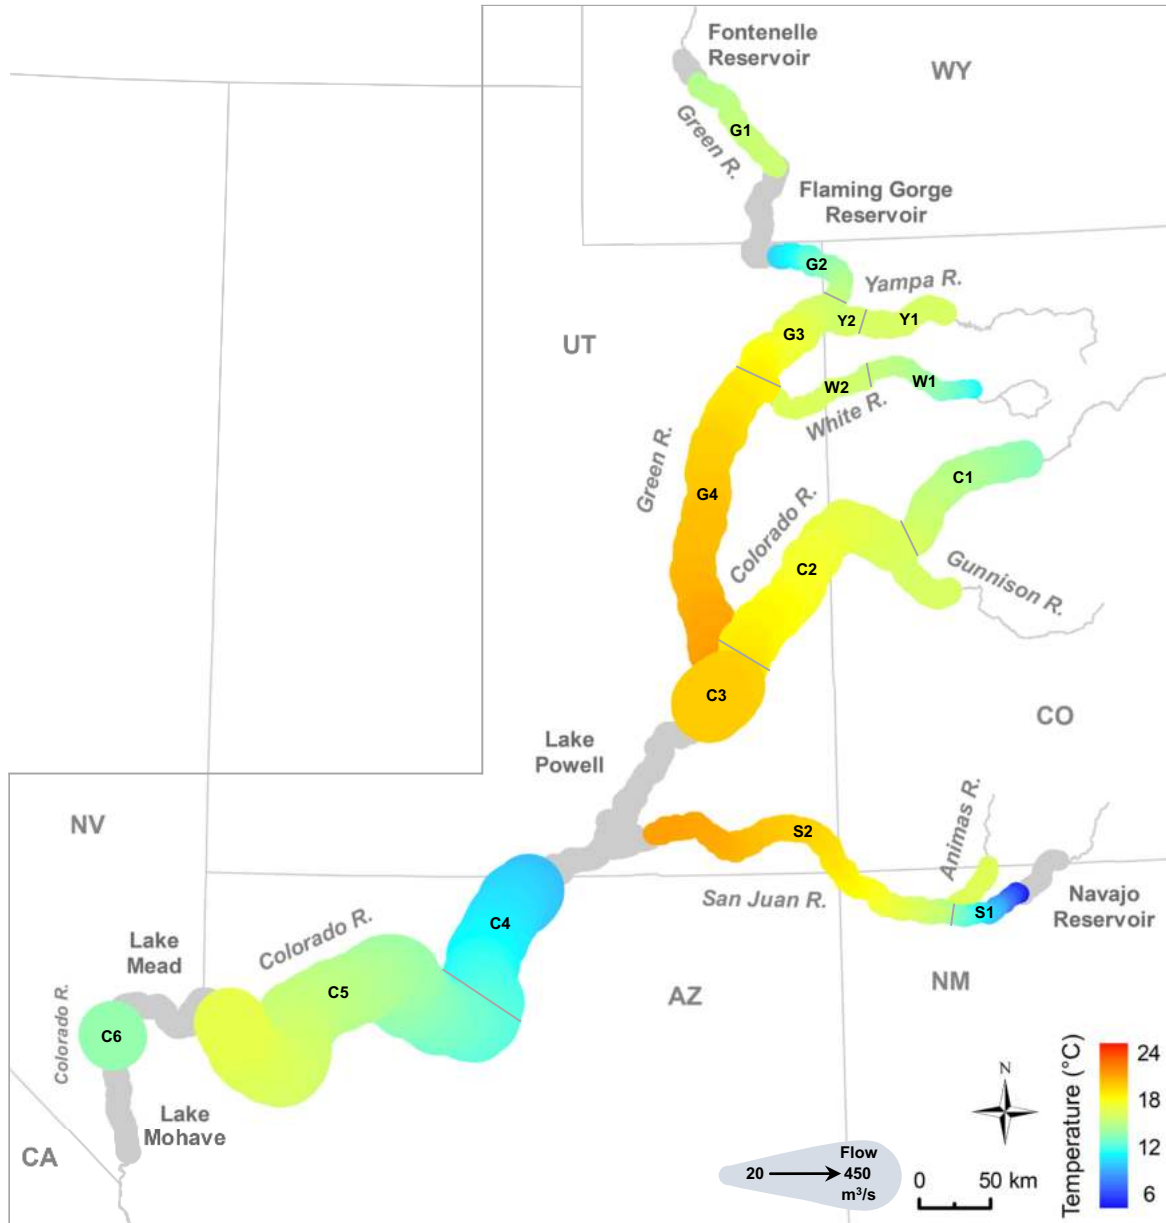 Fontenelle
Reservoir
WY
G1
Green R.
Flaming Gorge
Reservoir
G2
Yampa R.
Y2
Y1
G3
UT
W2
W1
White R.
Green R.
G4
C1
Colorado R.
C2
Gunnison R.
C3
CO
Lake
Powell
NV
S2
Animas R.
San Juan R.
S1
Navajo
Reservoir
C4
Colorado R.
Lake
Mead
C5
AZ
NM
Colorado R.
C6
Lake
Mohave
CA
N
Temperature (°C)
24
18
12
6
Flow
20
450
m³/s
0
50 km